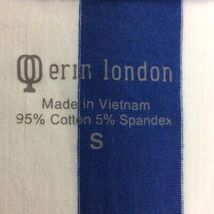 erin london
Made in Vietnam
95% Cotton 5% Spandex
S